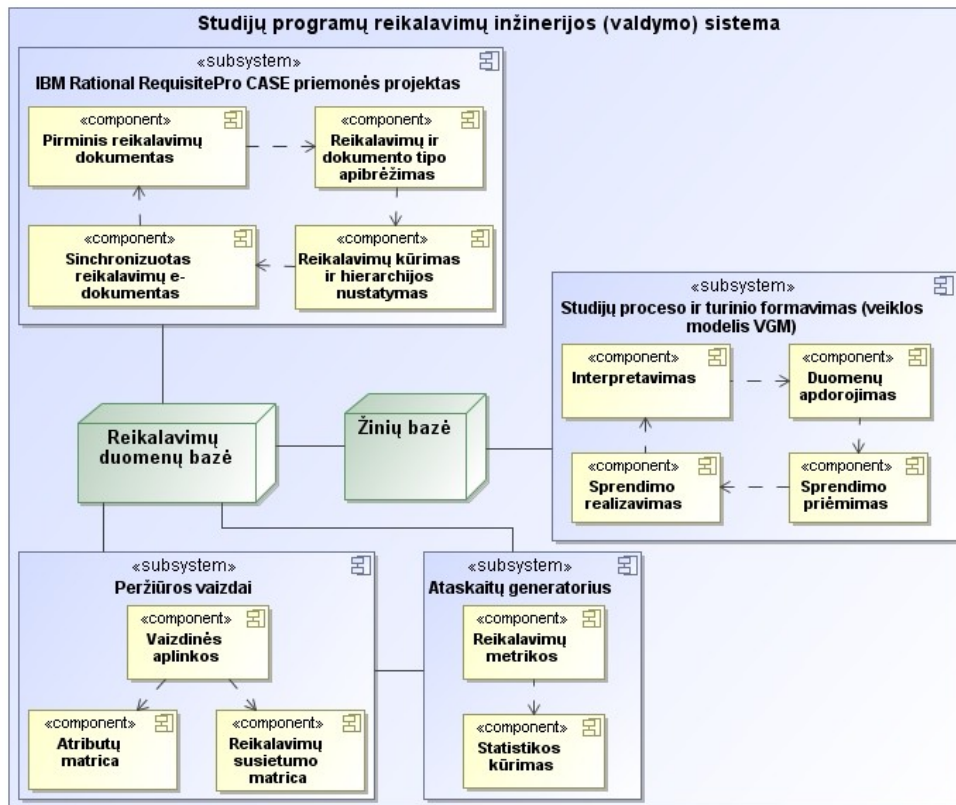 Studijų programų reikalavimų inžinerijos (valdymo) sistema
«subsystem»
IBM Rational RequisitePro CASE priemonės projektas
«component»
Pirminis reikalavimų
dokumentas
«component»
Reikalavimų ir
dokumento tipo
apibrėžimas
«component»
Sinchronizuotas
reikalavimų e-
dokumentas
«component»
Reikalavimų kūrimas
ir hierarchijos
nustatymas
«subsystem»
Studijų proceso ir turinio formavimas (veiklos
modelis VGM)
«component»
Interpretavimas
«component»
Duomenų
apdorojimas
«component»
Sprendimo
realizavimas
«component»
Sprendimo
priėmimas
Reikalavimų
duomenų bazė
Žinių bazė
«subsystem»
Peržiūros vaizdai
«component»
Vaizdinės
aplinkos
«component»
Atributų
matrica
«component»
Reikalavimų
susietumo
matrica
«subsystem»
Ataskaitų generatorius
«component»
Reikalavimų
metrikos
«component»
Statistikos
kūrimas